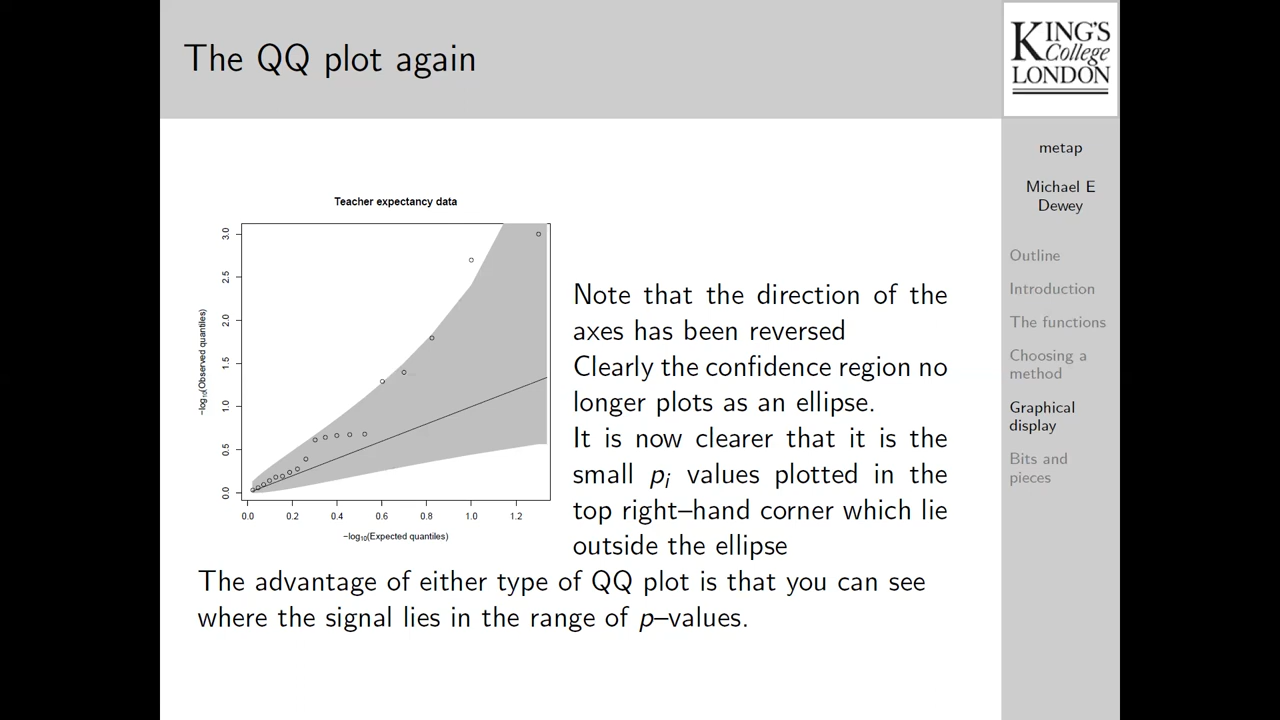 The QQ plot again
KING'S
College
LONDON
metap
Michael E
Dewey
Outline
Introduction
The functions
Choosing a
method
Graphical
display
Bits and
pieces
Teacher expectancy data
−log10(Observed quantiles)
3.0
2.5
2.0
1.5
1.0
0.5
0.0
0.0 0.2 0.4 0.6 0.8 1.0 1.2
−log10(Expected quantiles)
Note that the direction of the
axes has been reversed
Clearly the confidence region no
longer plots as an ellipse.
It is now clearer that it is the
small pi values plotted in the
top right–hand corner which lie
outside the ellipse
The advantage of either type of QQ plot is that you can see
where the signal lies in the range of p–values.